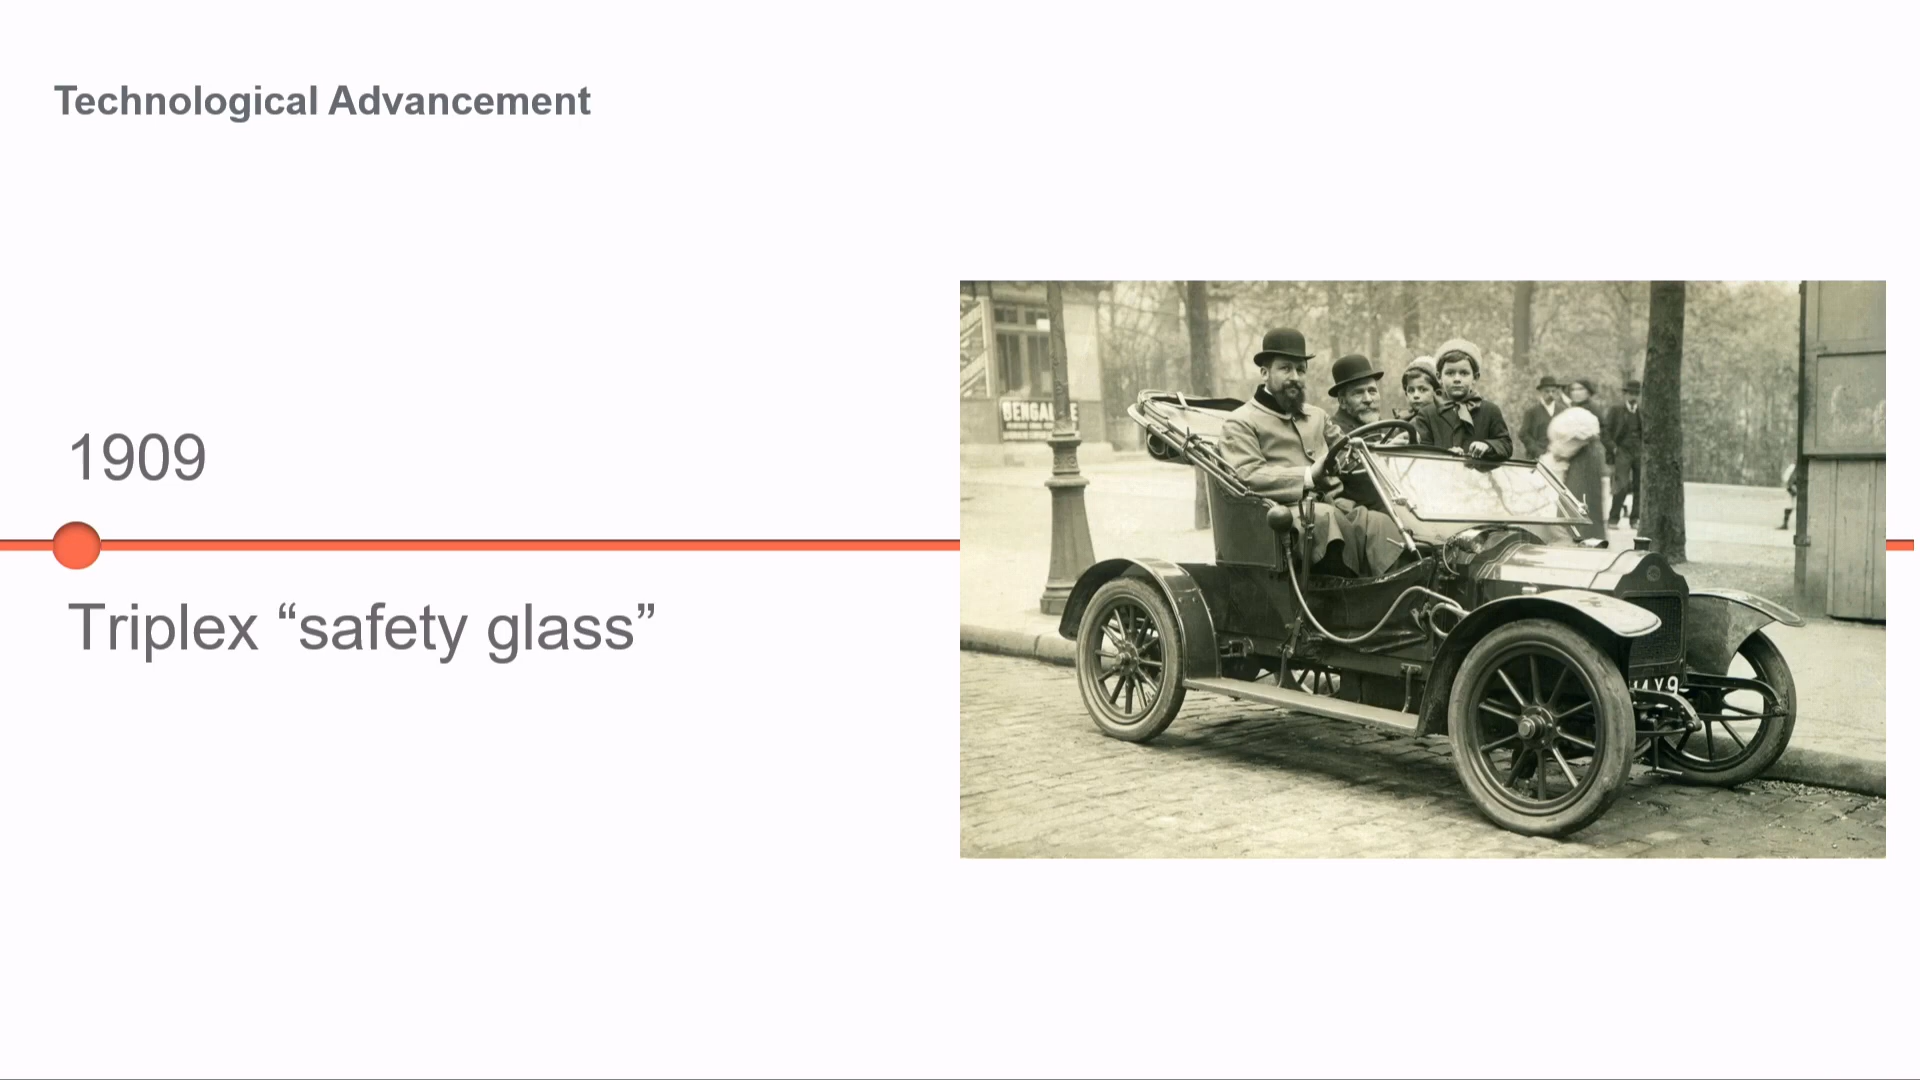 Technological Advancement
1909
Triplex “safety glass”